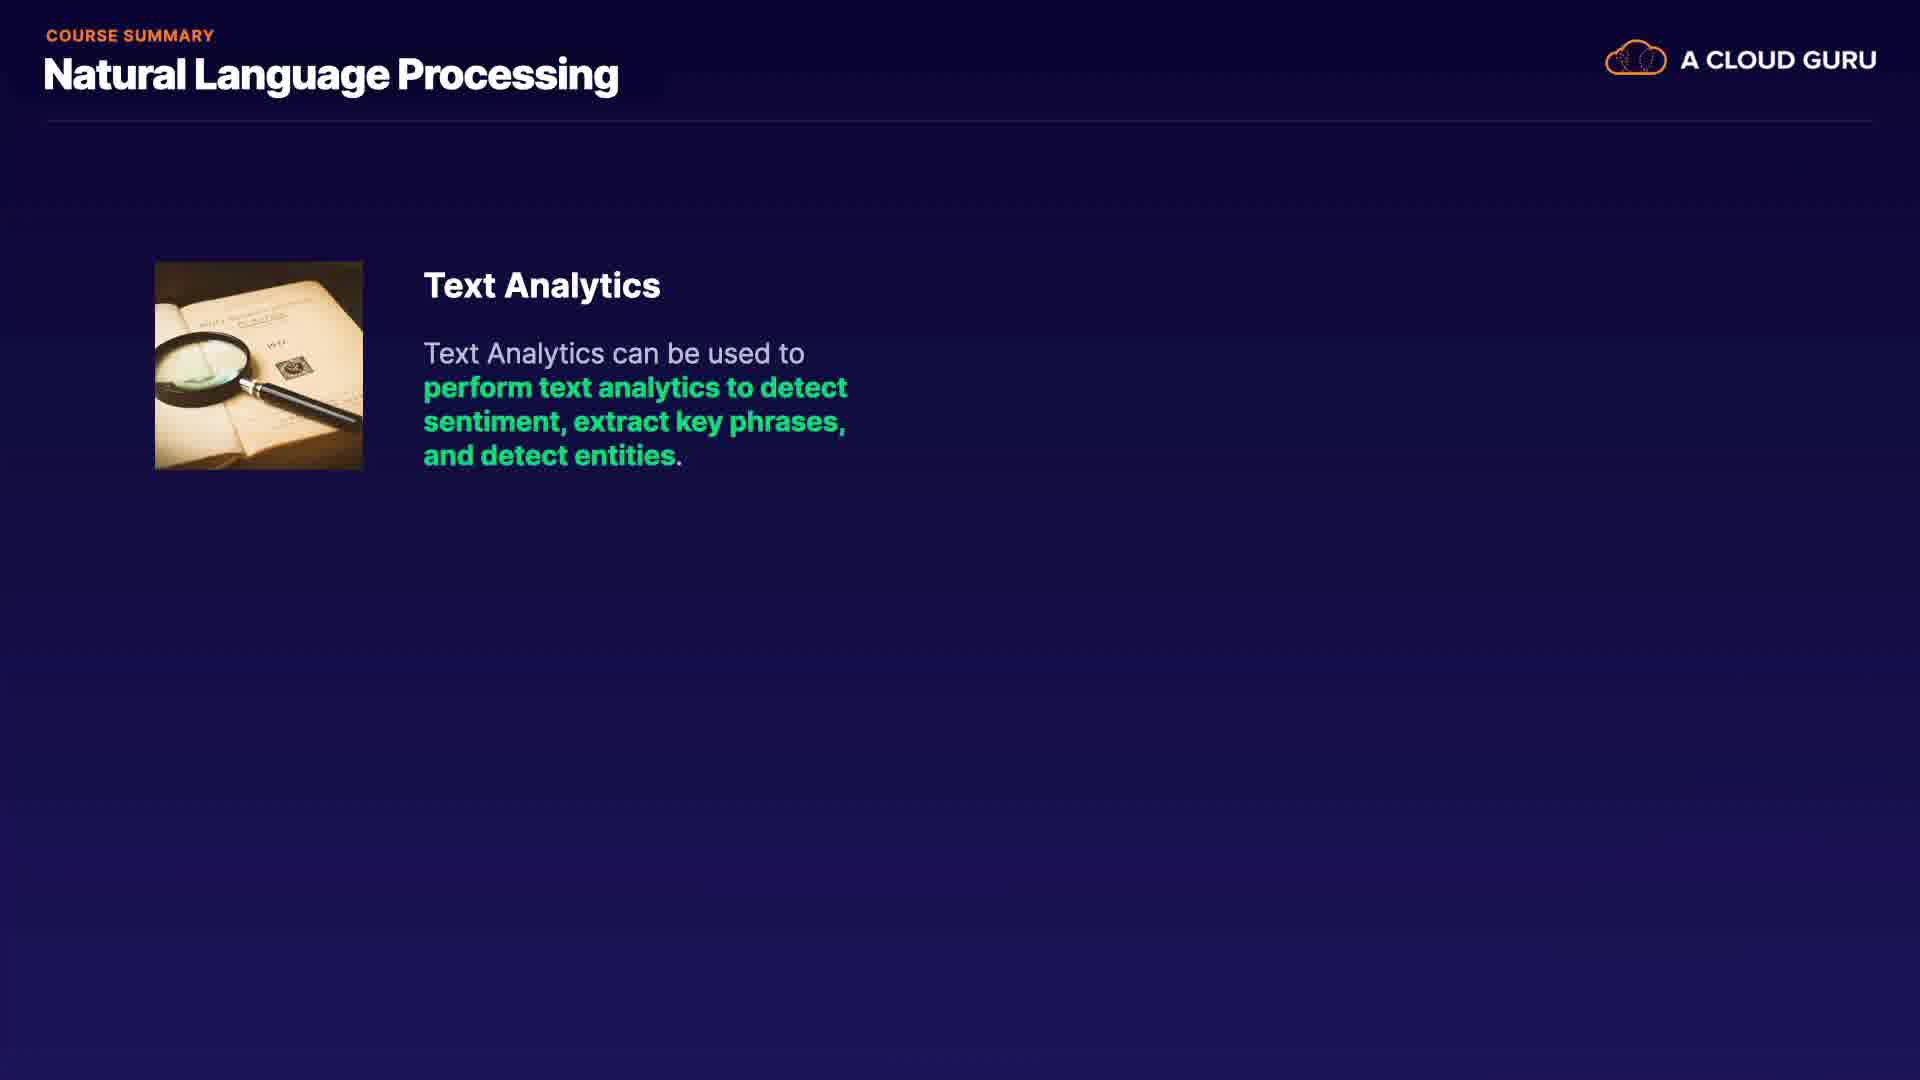 COURSE SUMMARY
Natural Language Processing
A CLOUD GURU
Text Analytics
Text Analytics can be used to
perform text analytics to detect
sentiment, extract key phrases,
and detect entities.